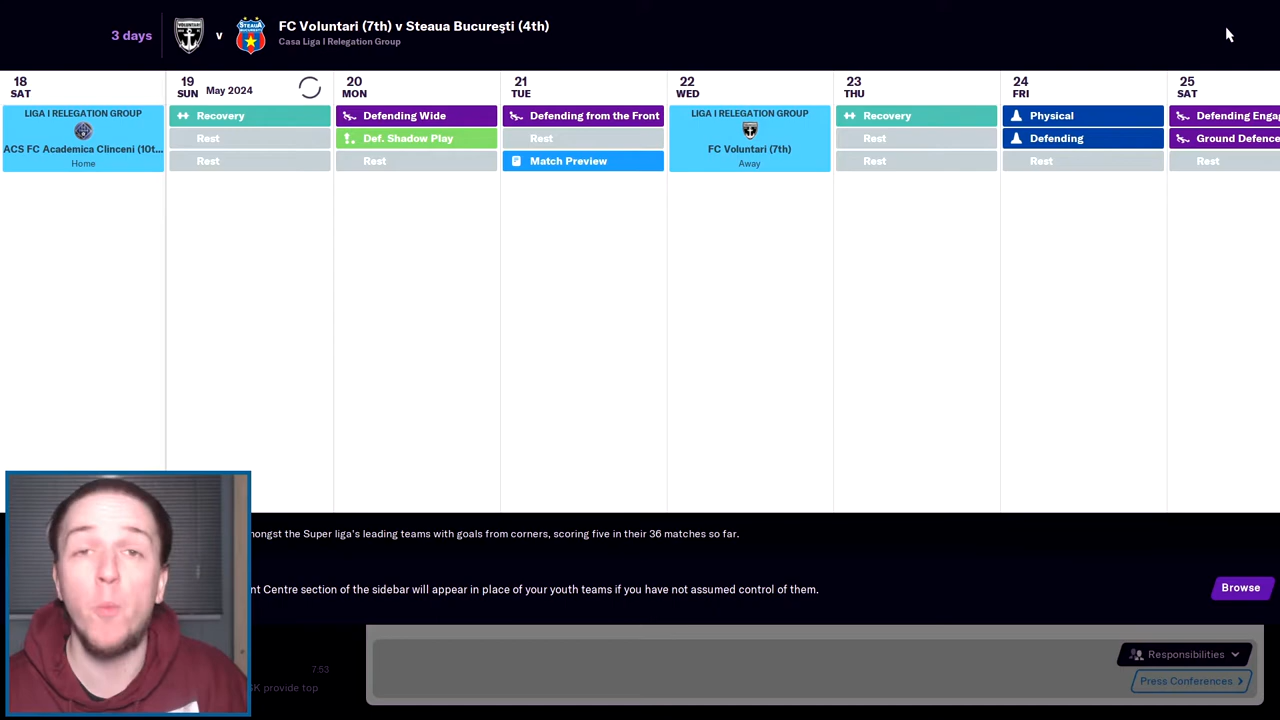 3 days
v
FC Voluntari (7th) v Steaua București (4th)
Casa Liga I Relegation Group
18
SAT
19
SUN May 2024
20
MON
21
TUE
22
WED
23
THU
24
FRI
25
SAT
LIGA I RELEGATION GROUP
ACS FC Academica Clinceni (10t...
Home
Recovery
Rest
Rest
Defending Wide
Def. Shadow Play
Rest
Defending from the Front
Rest
Match Preview
LIGA I RELEGATION GROUP
FC Voluntari (7th)
Away
Recovery
Rest
Rest
Physical
Defending
Rest
Defending Engag
Ground Defence
Rest
ongst the Super liga's leading teams with goals from corners, scoring five in their 36 matches so far.
nt Centre section of the sidebar will appear in place of your youth teams if you have not assumed control of them.
Browse
Responsibilities
7:53
Press Conferences
SK provide top